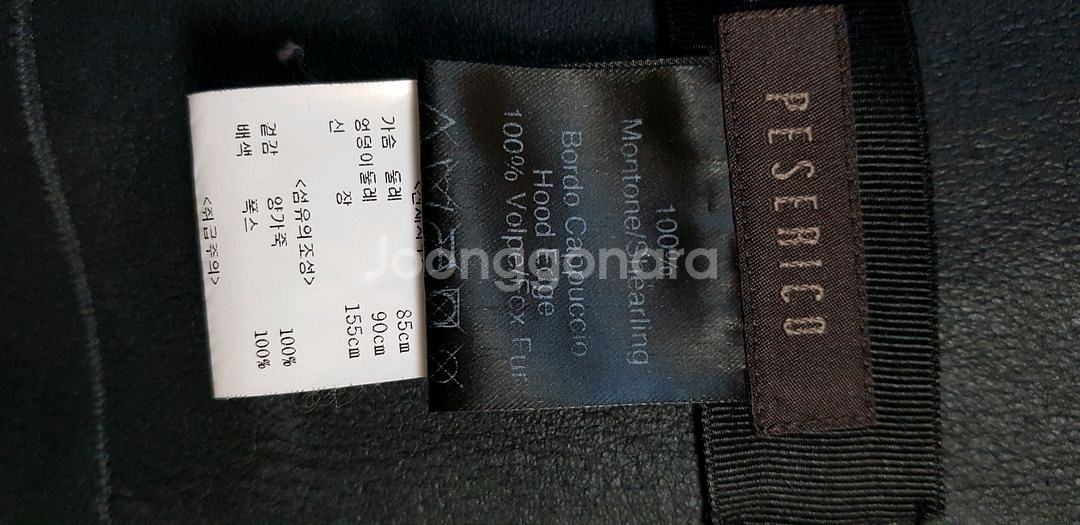 PESERICO
100%
Montone/Shearling
Bordo Cappuccio
Hood Edge
100% Volpe/Fox Fur
가슴 둘레 85cm
엉덩이둘레 90cm
신 장 155cm
<섬유의조성>
겉감 양가죽 100%
배색 폭스 100%
<취급주의>
Joonggonara